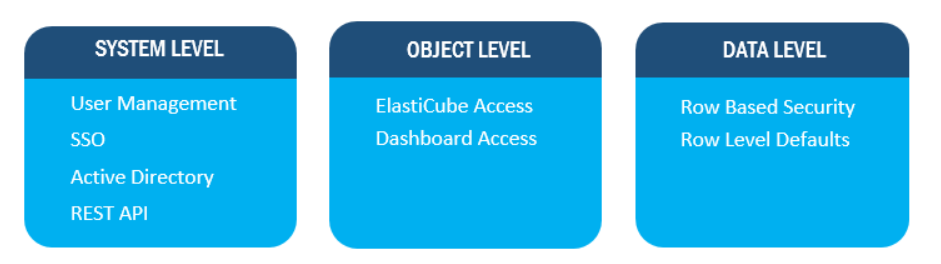 SYSTEM LEVEL
User Management
SSO
Active Directory
REST API
OBJECT LEVEL
ElastiCube Access
Dashboard Access
DATA LEVEL
Row Based Security
Row Level Defaults